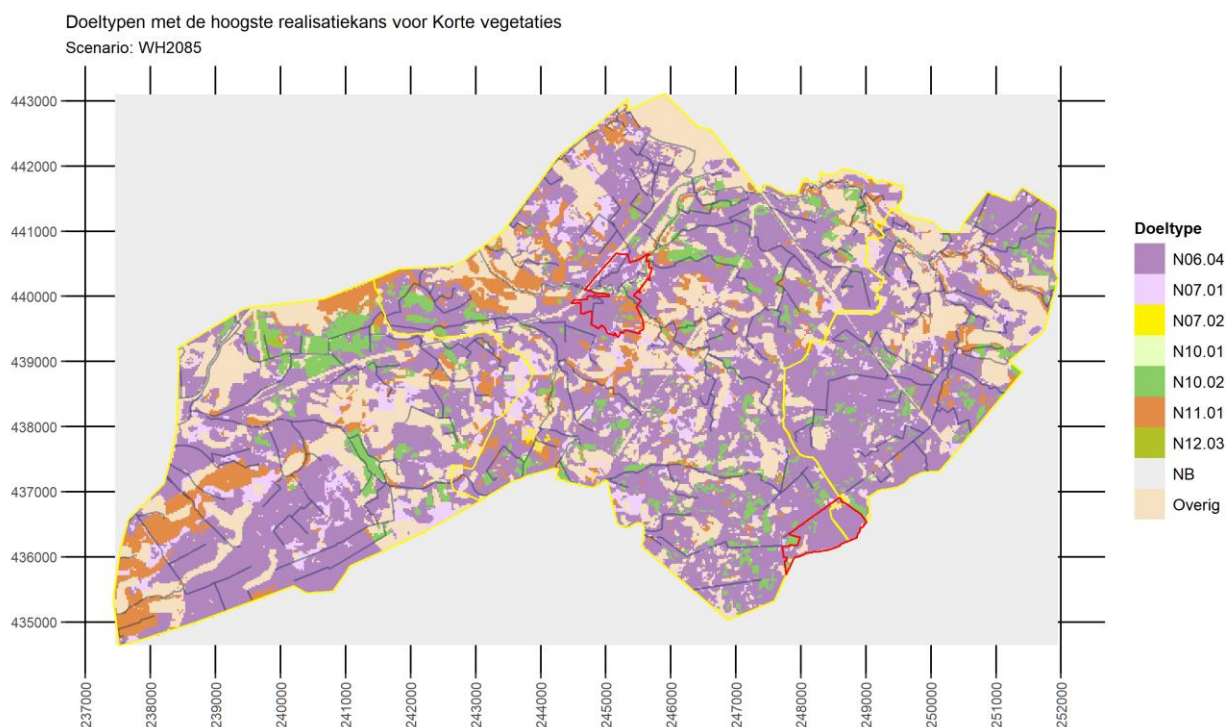 Doeltypen met de hoogste realisatiekans voor Korte vegetaties
Scenario: WH2085
443000
442000
441000
440000
439000
438000
437000
436000
435000
237000
238000
239000
240000
241000
242000
243000
244000
245000
246000
247000
248000
249000
250000
251000
252000
Doeltype
N06.04
N07.01
N07.02
N10.01
N10.02
N11.01
N12.03
NB
Overig